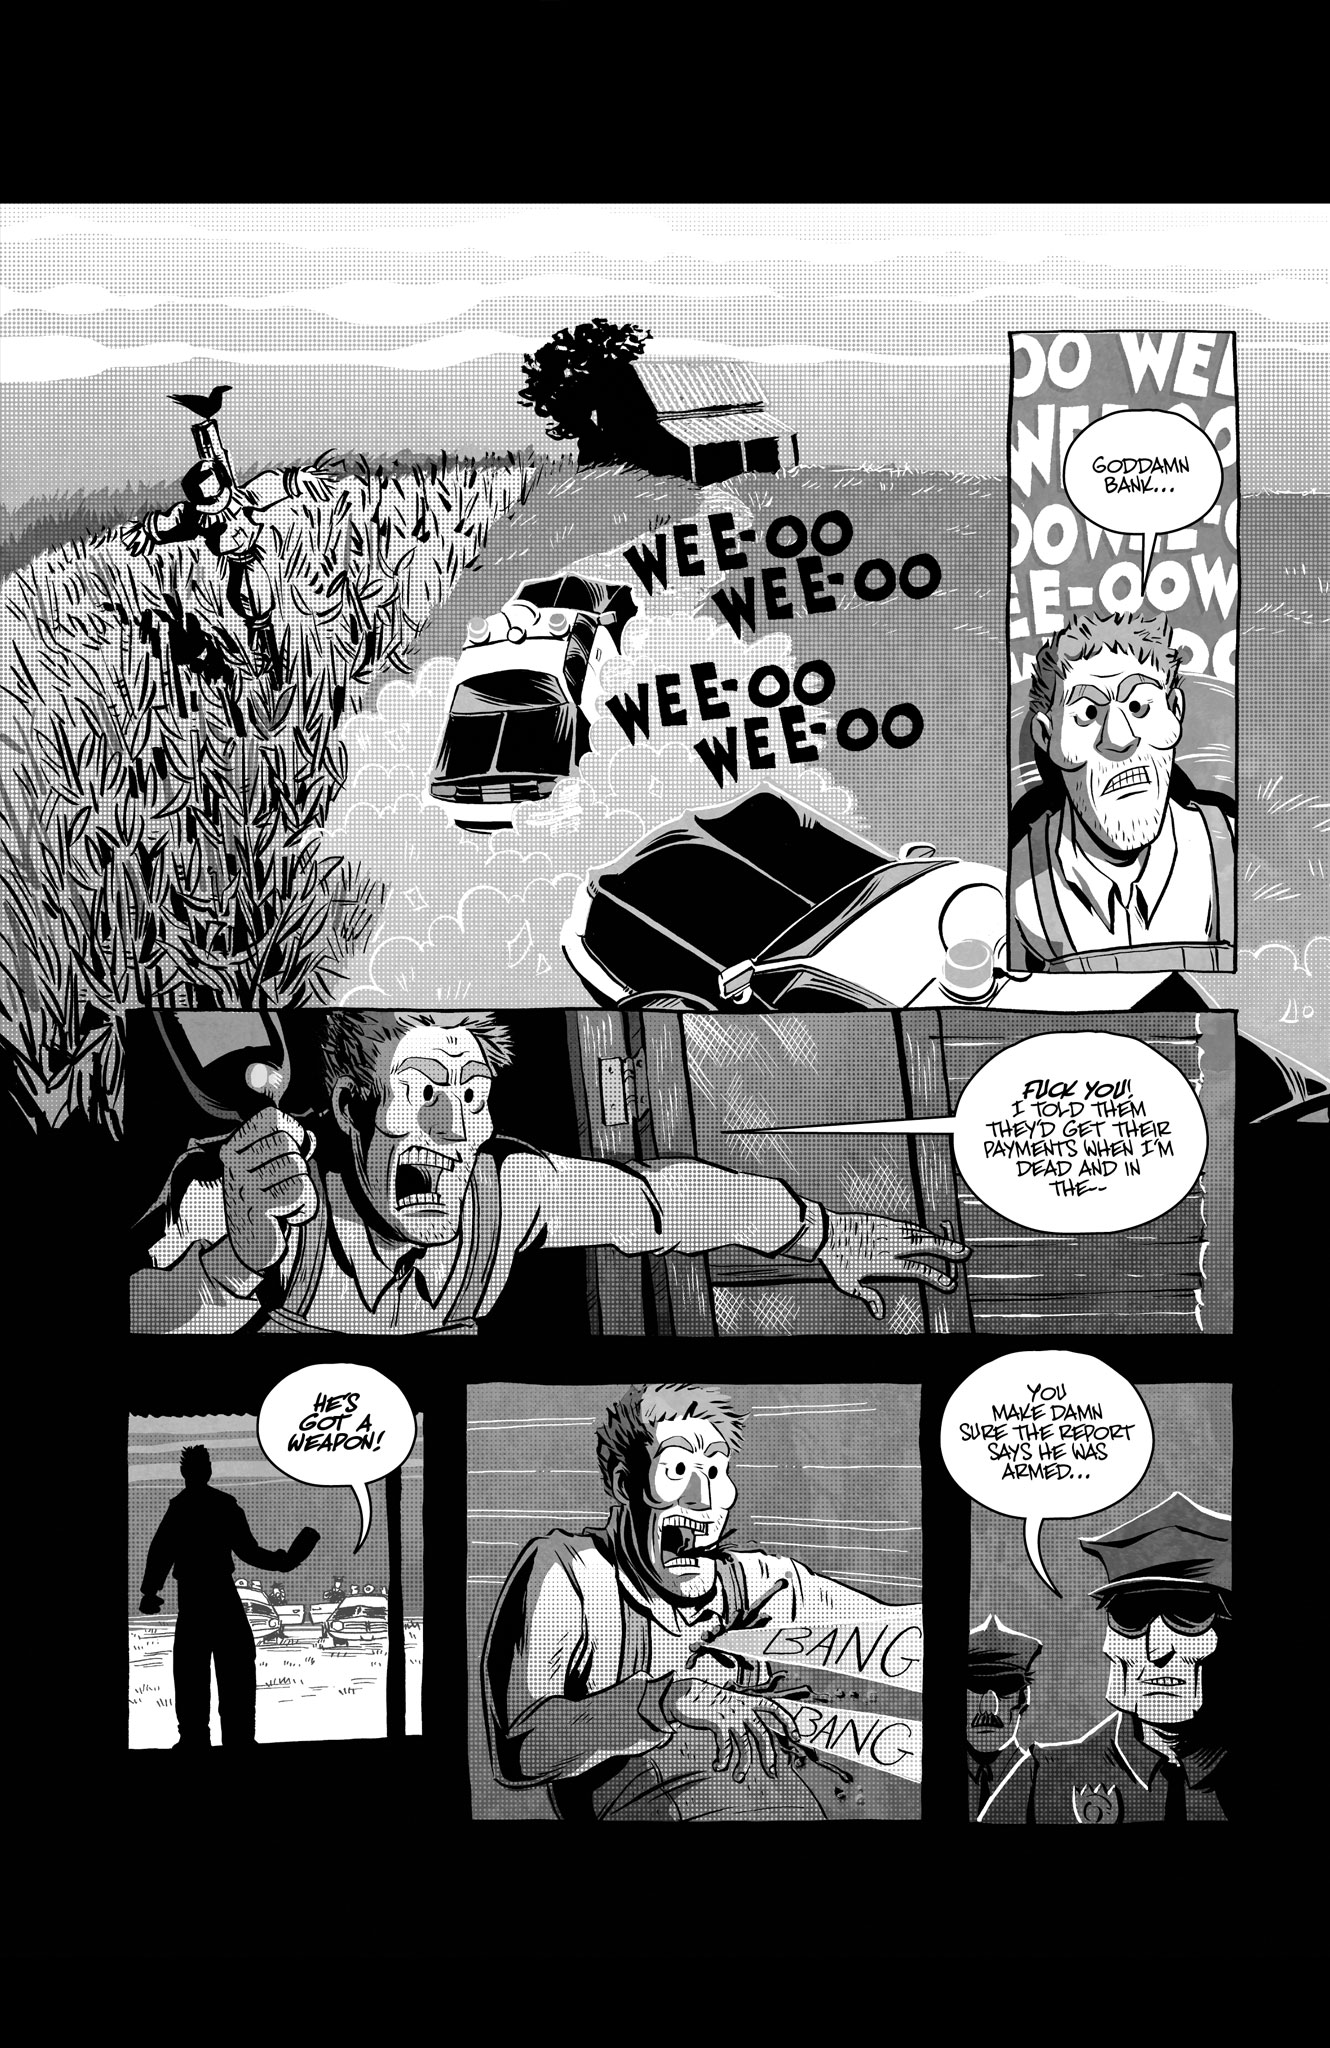 WEE-OO
WEE-OO
WEE-OO
WEE-OO
OO WEE
WEE-OO
OO WEE-O
EE-OOW
OO
GODDAMN
BANK...
FUCK YOU!
I TOLD THEM
THEY'D GET THEIR
PAYMENTS WHEN I'M
DEAD AND IN
THE--
HE'S
GOT A
WEAPON!
BANG
BANG
YOU
MAKE DAMN
SURE THE REPORT
SAYS HE WAS
ARMED...